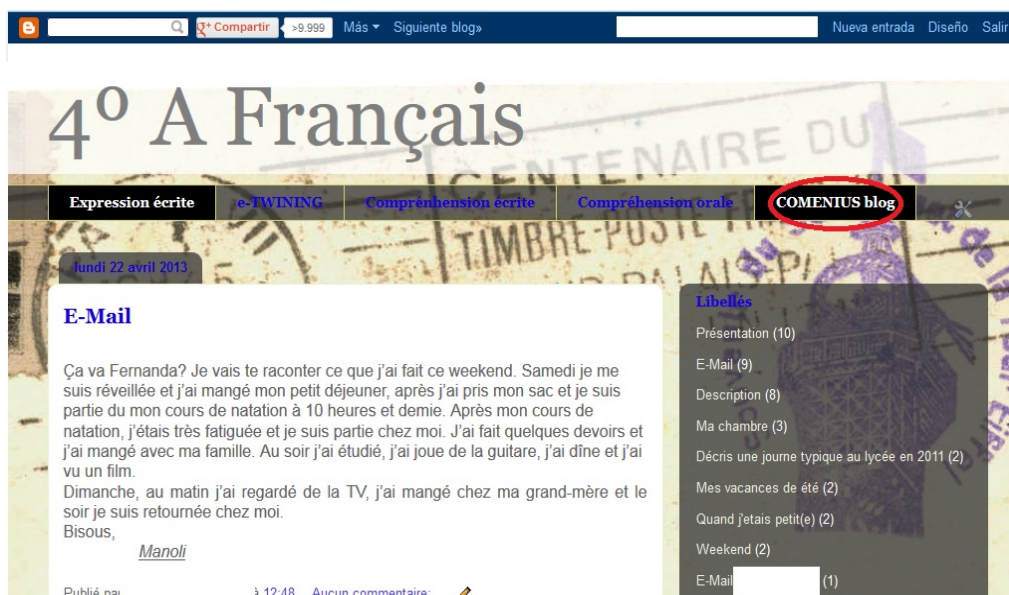 Compartir >9.999 Más Siguiente blog» Nueva entrada Diseño Salir
4º A Français
CENTENAIRE DU
Expression écrite e-TWINING Comprénhension écrite Compréhension orale COMENIUS blog
TIMBRE-POSTE
lundi 22 avril 2013
E-Mail
Ça va Fernanda? Je vais te raconter ce que j'ai fait ce weekend. Samedi je me
suis réveillée et j'ai mangé mon petit déjeuner, après j'ai pris mon sac et je suis
partie du mon cours de natation à 10 heures et demie. Après mon cours de
natation, j'étais très fatiguée et je suis partie chez moi. J'ai fait quelques devoirs et
j'ai mangé avec ma famille. Au soir j'ai étudié, j'ai joue de la guitare, j'ai dîne et j'ai
vu un film.
Dimanche, au matin j'ai regardé de la TV, j'ai mangé chez ma grand-mère et le
soir je suis retournée chez moi.
Bisous,
Manoli
Publié à 12:48 Aucun commentaire:
Libellés
Présentation (10)
E-Mail (9)
Description (8)
Ma chambre (3)
Décris une journe typique au lycée en 2011 (2)
Mes vacances de été (2)
Quand j'etais petit(e) (2)
Weekend (2)
E-Mail (1)